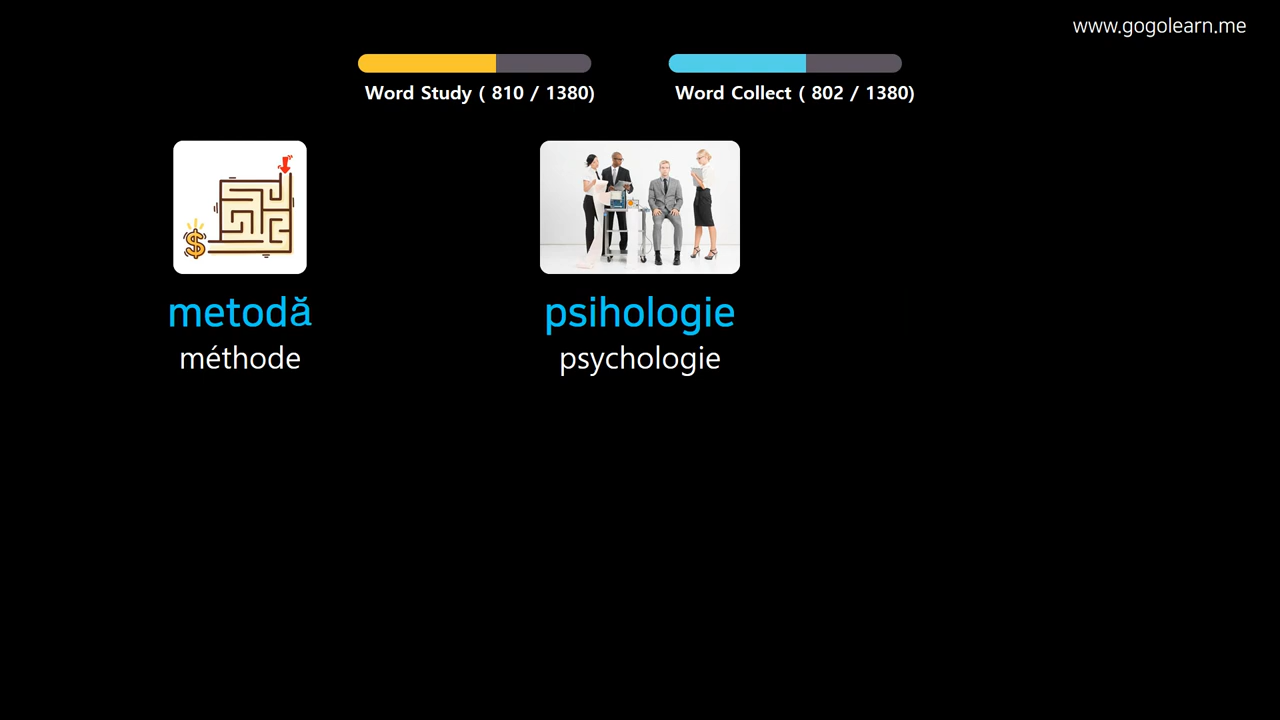 www.gogolearn.me
Word Study ( 810 / 1380)
Word Collect ( 802 / 1380)
metodă
méthode
psihologie
psychologie